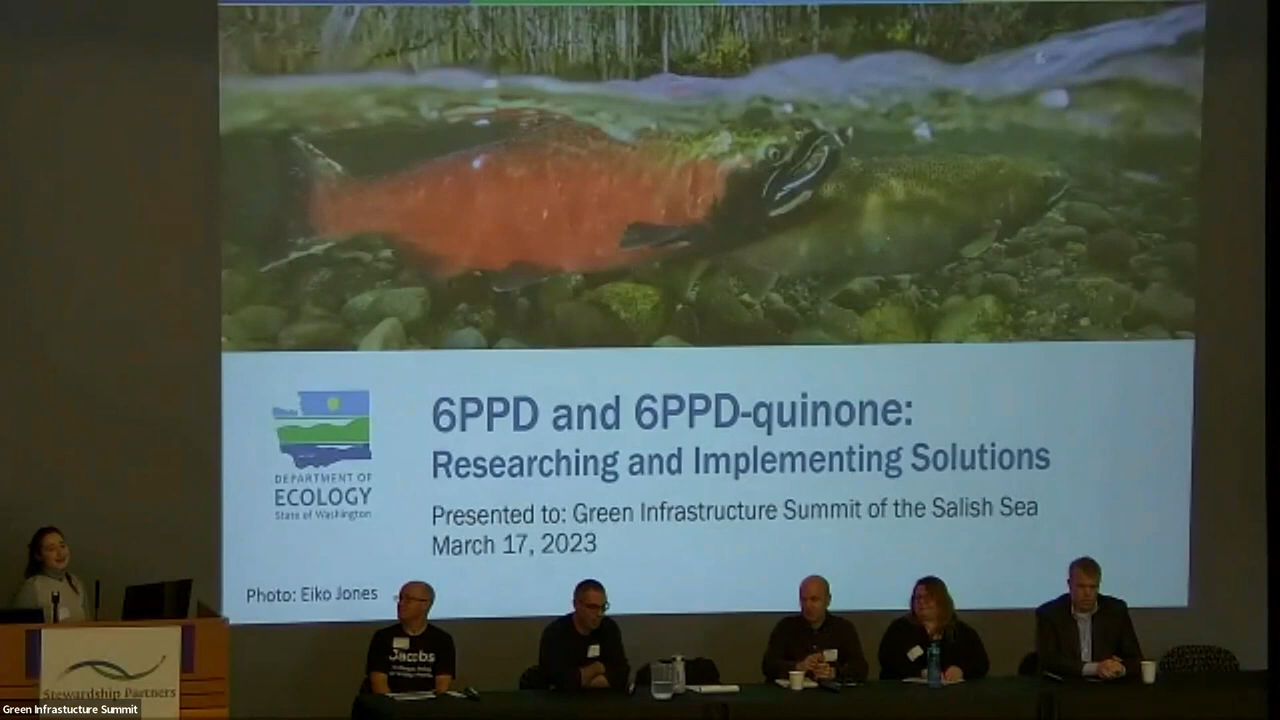 6PPD and 6PPD-quinone:
Researching and Implementing Solutions
Presented to: Green Infrastructure Summit of the Salish Sea
March 17, 2023
DEPARTMENT OF
ECOLOGY
State of Washington
Photo: Eiko Jones
Jacobs
Stewardship Partners
Green Infrastucture Summit